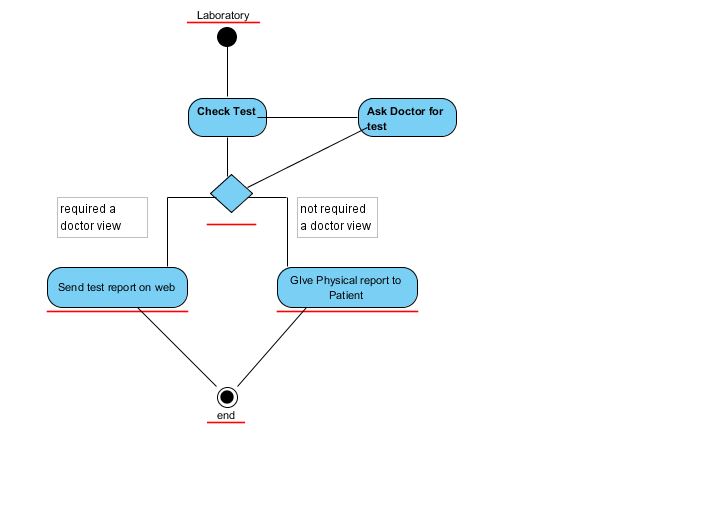 Laboratory
Check Test
Ask Doctor for
test
required a
doctor view
not required
a doctor view
Send test report on web
GIve Physical report to
Patient
end